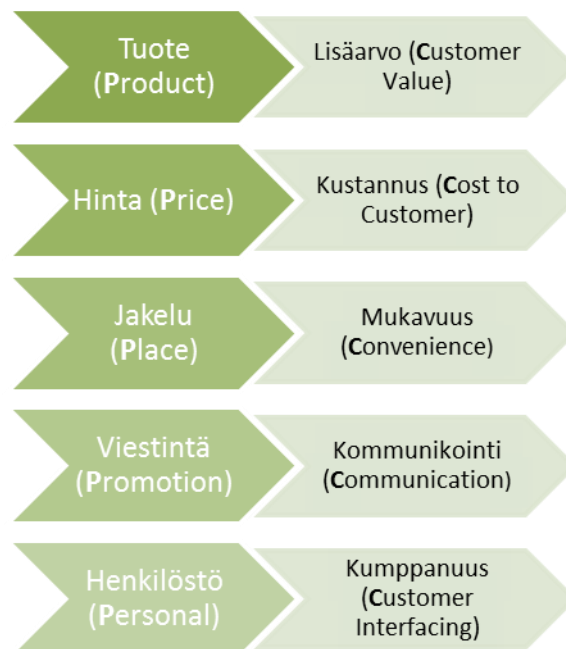 Tuote
(Product)
Lisäarvo (Customer
Value)
Hinta (Price)
Kustannus (Cost to
Customer)
Jakelu
(Place)
Mukavuus
(Convenience)
Viestintä
(Promotion)
Kommunikointi
(Communication)
Henkilöstö
(Personal)
Kumppanuus
(Customer
Interfacing)